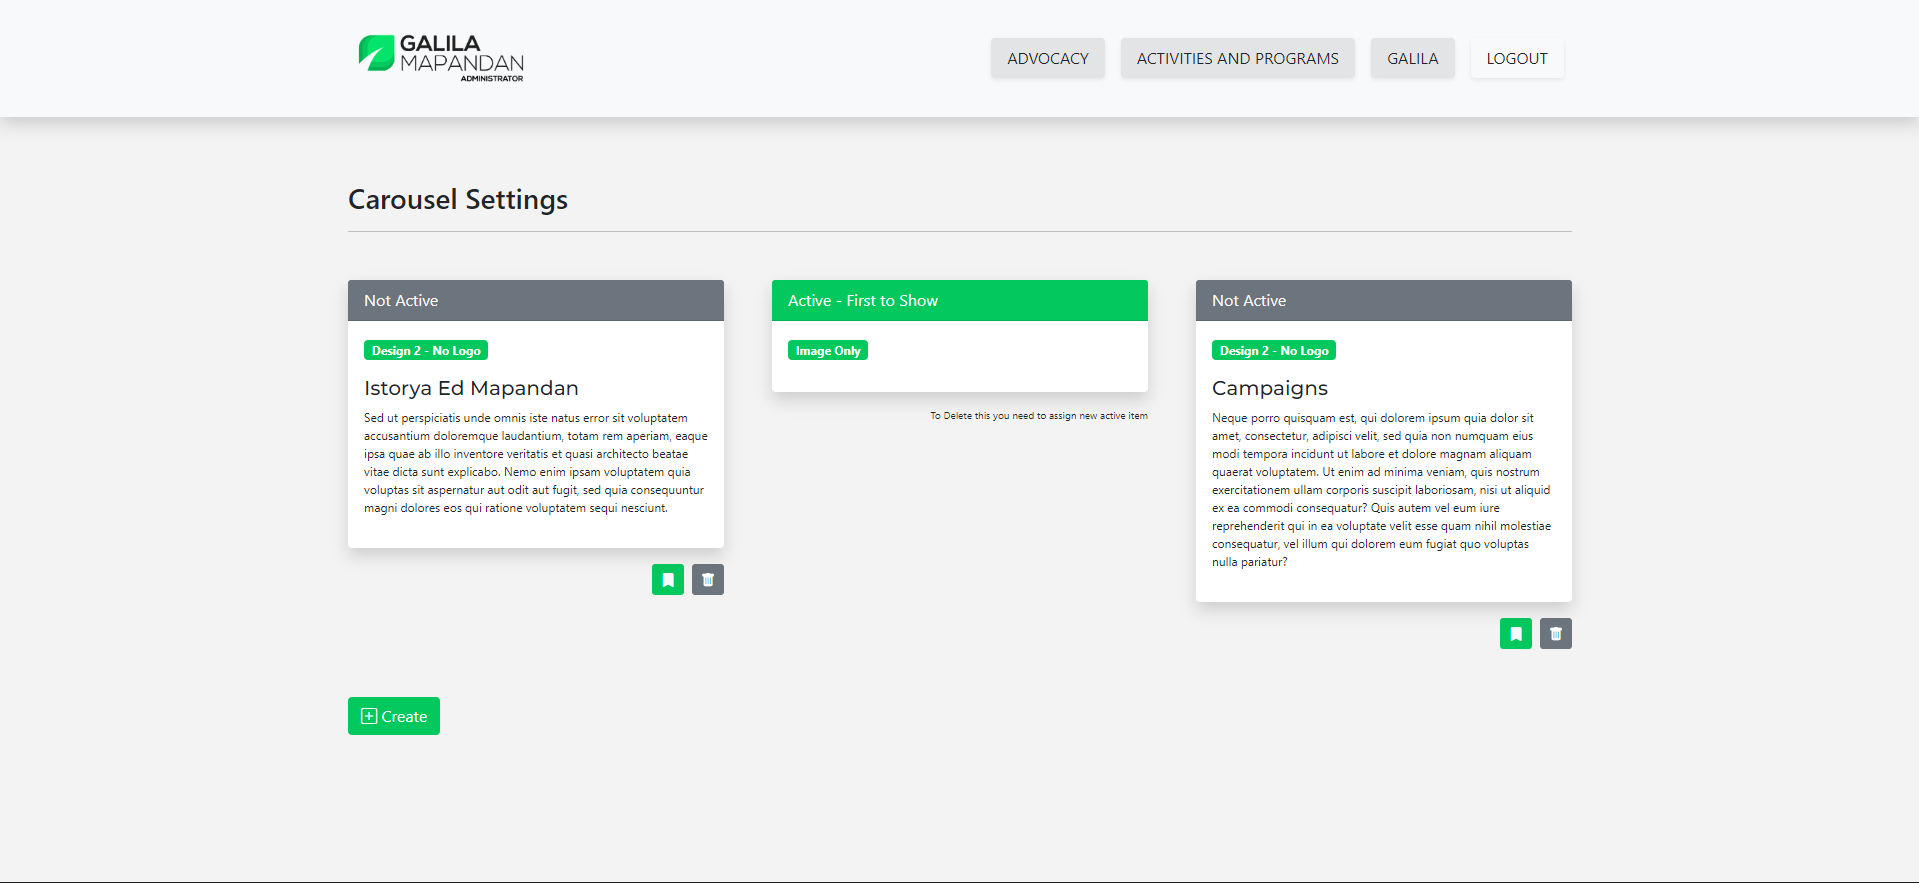 GALILA
MAPANDAN
ADMINISTRATOR
ADVOCACY
ACTIVITIES AND PROGRAMS
GALILA
LOGOUT
Carousel Settings
Not Active
Design 2 - No Logo
Istorya Ed Mapandan
Sed ut perspiciatis unde omnis iste natus error sit voluptatem
accusantium doloremque laudantium, totam rem aperiam, eaque
ipsa quae ab illo inventore veritatis et quasi architecto beatae
vitae dicta sunt explicabo. Nemo enim ipsam voluptatem quia
voluptas sit aspernatur aut odit aut fugit, sed quia consequuntur
magni dolores eos qui ratione voluptatem sequi nesciunt.
Active - First to Show
Image Only
To Delete this you need to assign new active item
Not Active
Design 2 - No Logo
Campaigns
Neque porro quisquam est, qui dolorem ipsum quia dolor sit
amet, consectetur, adipisci velit, sed quia non numquam eius
modi tempora incidunt ut labore et dolore magnam aliquam
quaerat voluptatem. Ut enim ad minima veniam, quis nostrum
exercitationem ullam corporis suscipit laboriosam, nisi ut aliquid
ex ea commodi consequatur? Quis autem vel eum iure
reprehenderit qui in ea voluptate velit esse quam nihil molestiae
consequatur, vel illum qui dolorem eum fugiat quo voluptas
nulla pariatur?
Create